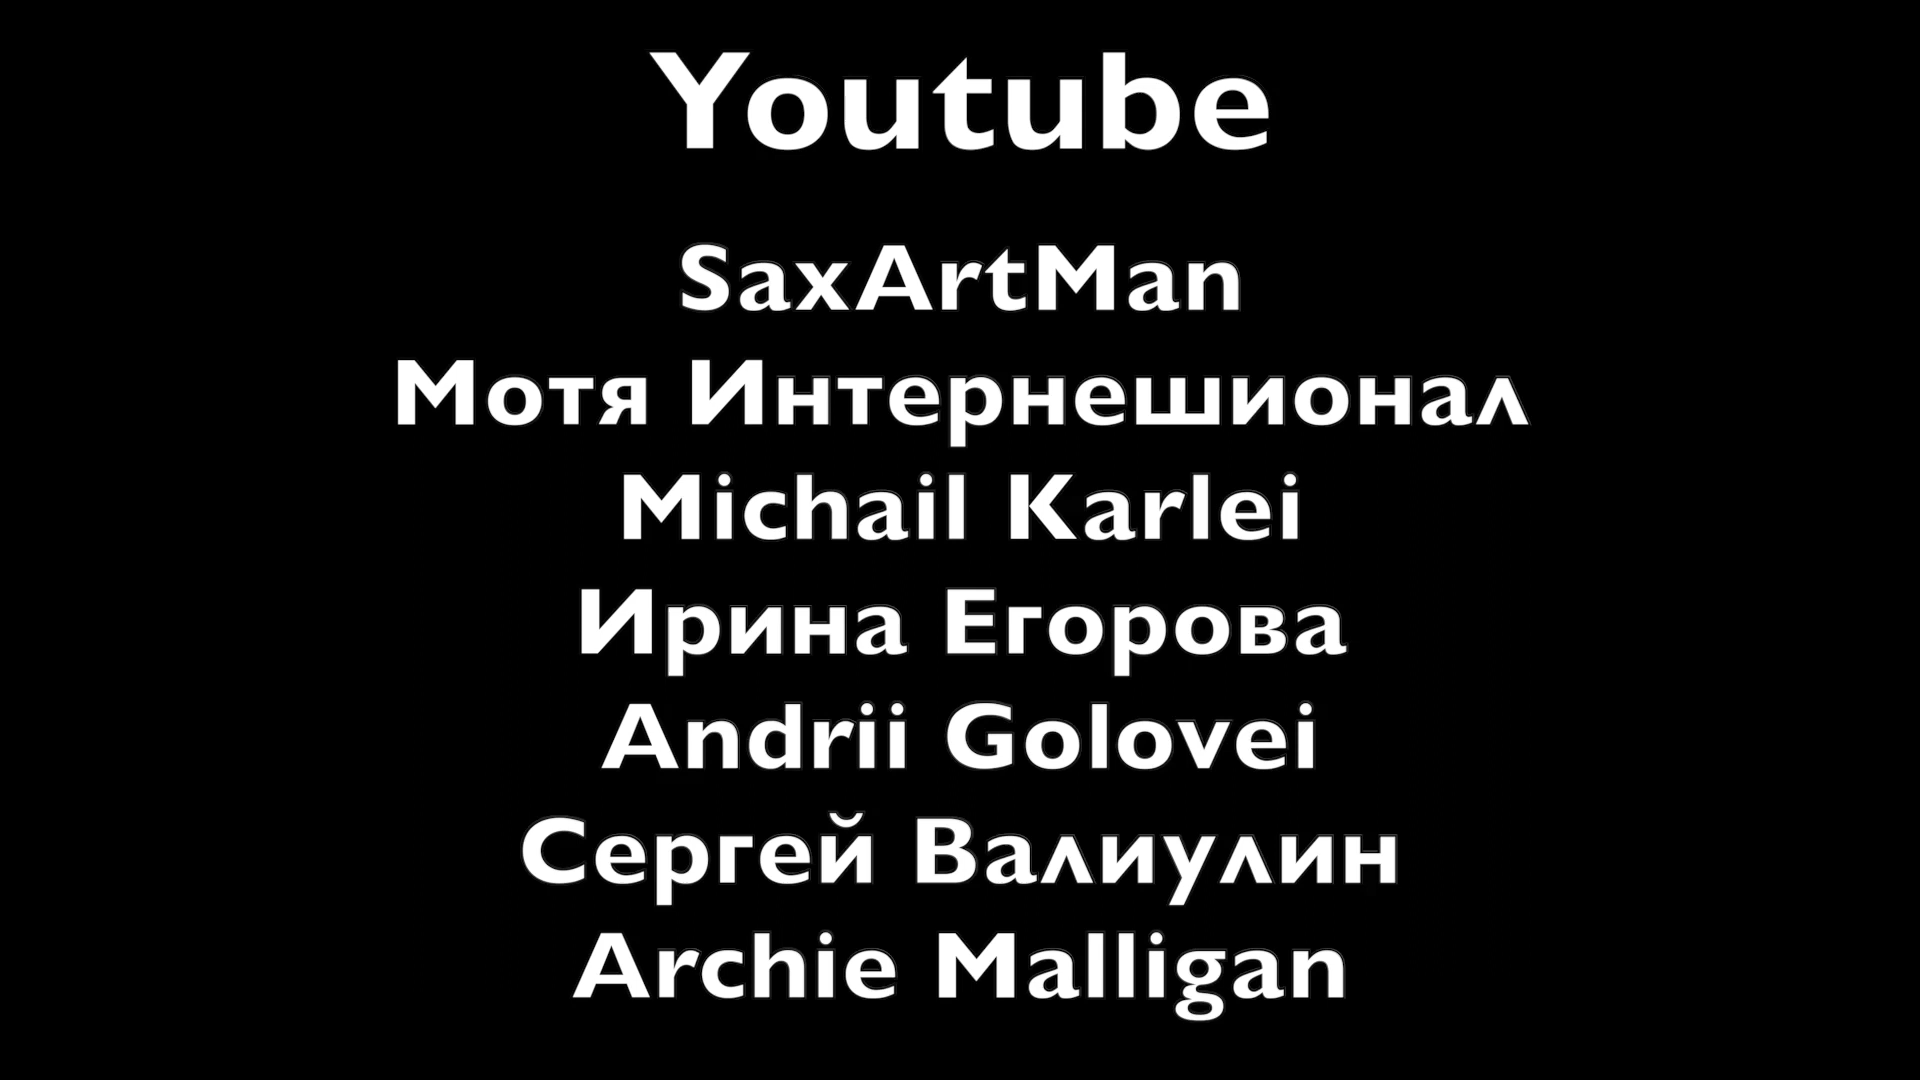 Youtube
SaxArtMan
Мотя Интернешионал
Michail Karlei
Ирина Егорова
Andrii Golovei
Сергей Валиулин
Archie Malligan